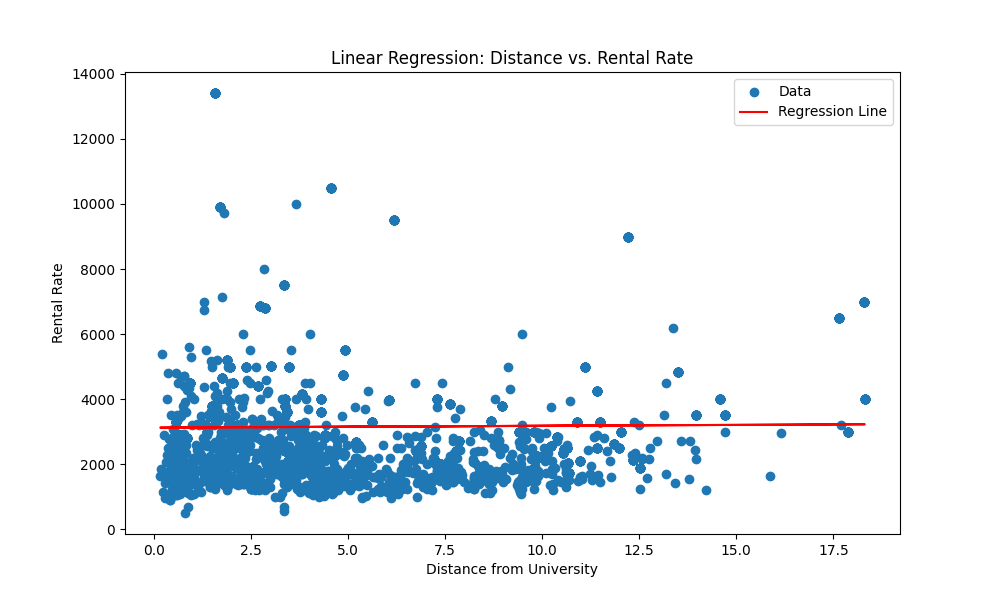 Linear Regression: Distance vs. Rental Rate
14000
12000
10000
8000
6000
4000
2000
0
Rental Rate
Data
Regression Line
0.0 2.5 5.0 7.5 10.0 12.5 15.0 17.5
Distance from University